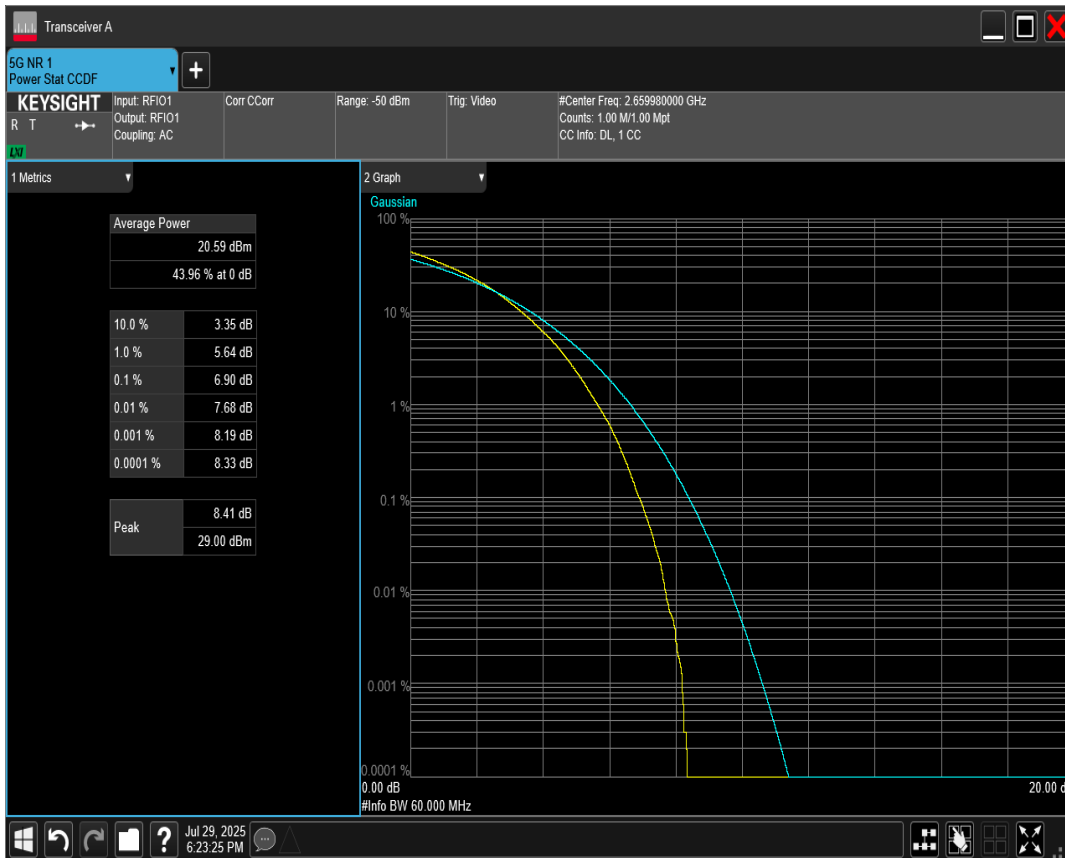 Transceiver A
5G NR 1
Power Stat CCDF
KEYSIGHT
R T
LXI
Input: RFIO1
Output: RFIO1
Coupling: AC
Corr CCorr
Range: -50 dBm
Trig: Video
#Center Freq: 2.659980000 GHz
Counts: 1.00 M/1.00 Mpt
CC Info: DL, 1 CC
1 Metrics
Average Power
20.59 dBm
43.96 % at 0 dB
10.0 % 3.35 dB
1.0 % 5.64 dB
0.1 % 6.90 dB
0.01 % 7.68 dB
0.001 % 8.19 dB
0.0001 % 8.33 dB
Peak 8.41 dB
29.00 dBm
2 Graph
Gaussian
100 %
10 %
1 %
0.1 %
0.01 %
0.001 %
0.0001 %
0.00 dB
20.00 d
#Info BW 60.000 MHz
?
Jul 29, 2025
6:23:25 PM